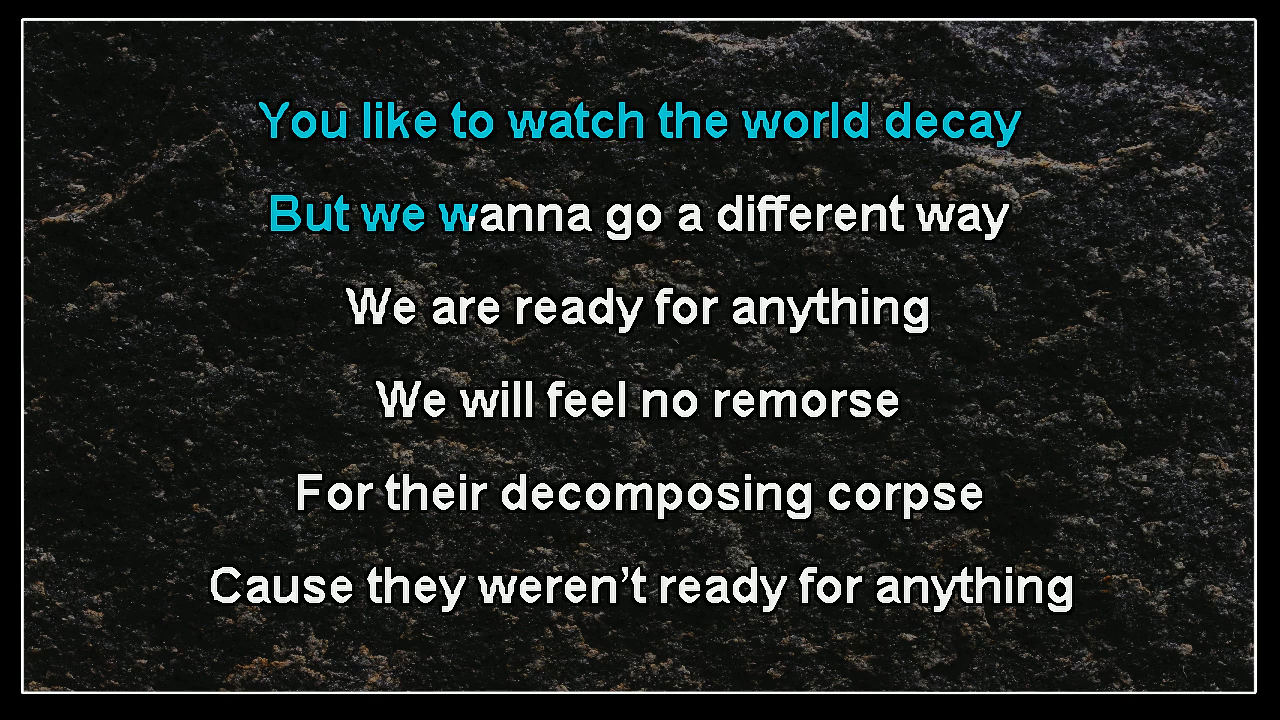 You like to watch the world decay
But we wanna go a different way
We are ready for anything
We will feel no remorse
For their decomposing corpse
Cause they weren’t ready for anything